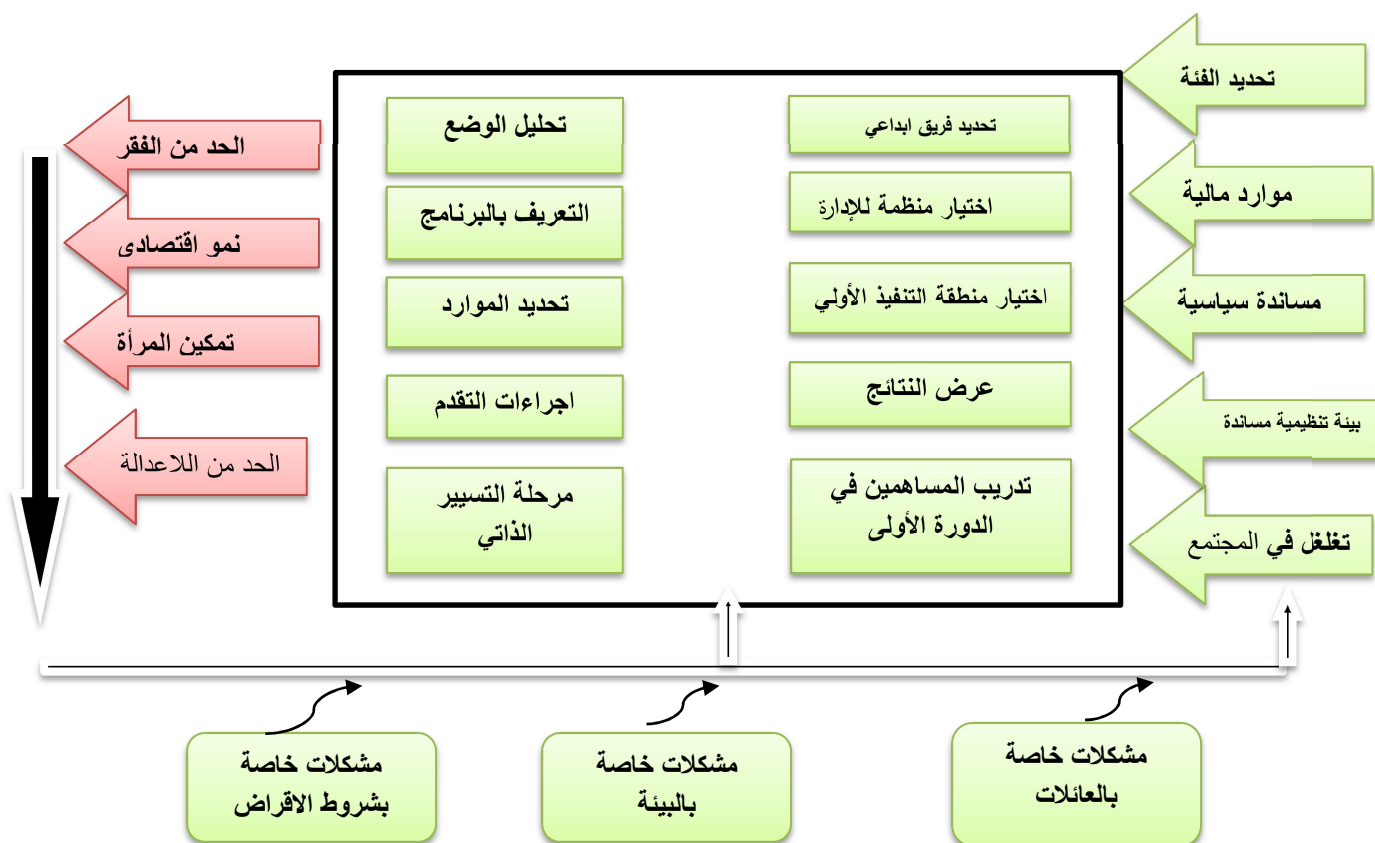 تحديد الفئة
موارد مالية
مساندة سياسية
بيئة تنظيمية مساندة
تغلغل في المجتمع
تحديد فريق ابداعي
اختيار منظمة للإدارة
اختيار منطقة التنفيذ الأولي
عرض النتائج
تدريب المساهمين في
الدورة الأولى
تحليل الوضع
التعريف بالبرنامج
تحديد الموارد
اجراءات التقدم
مرحلة التسيير
الذاتي
الحد من الفقر
نمو اقتصادى
تمكين المرأة
الحد من اللاعدالة
مشكلات خاصة
بالعائلات
مشكلات خاصة
بالبيئة
مشكلات خاصة
بشروط الاقراض